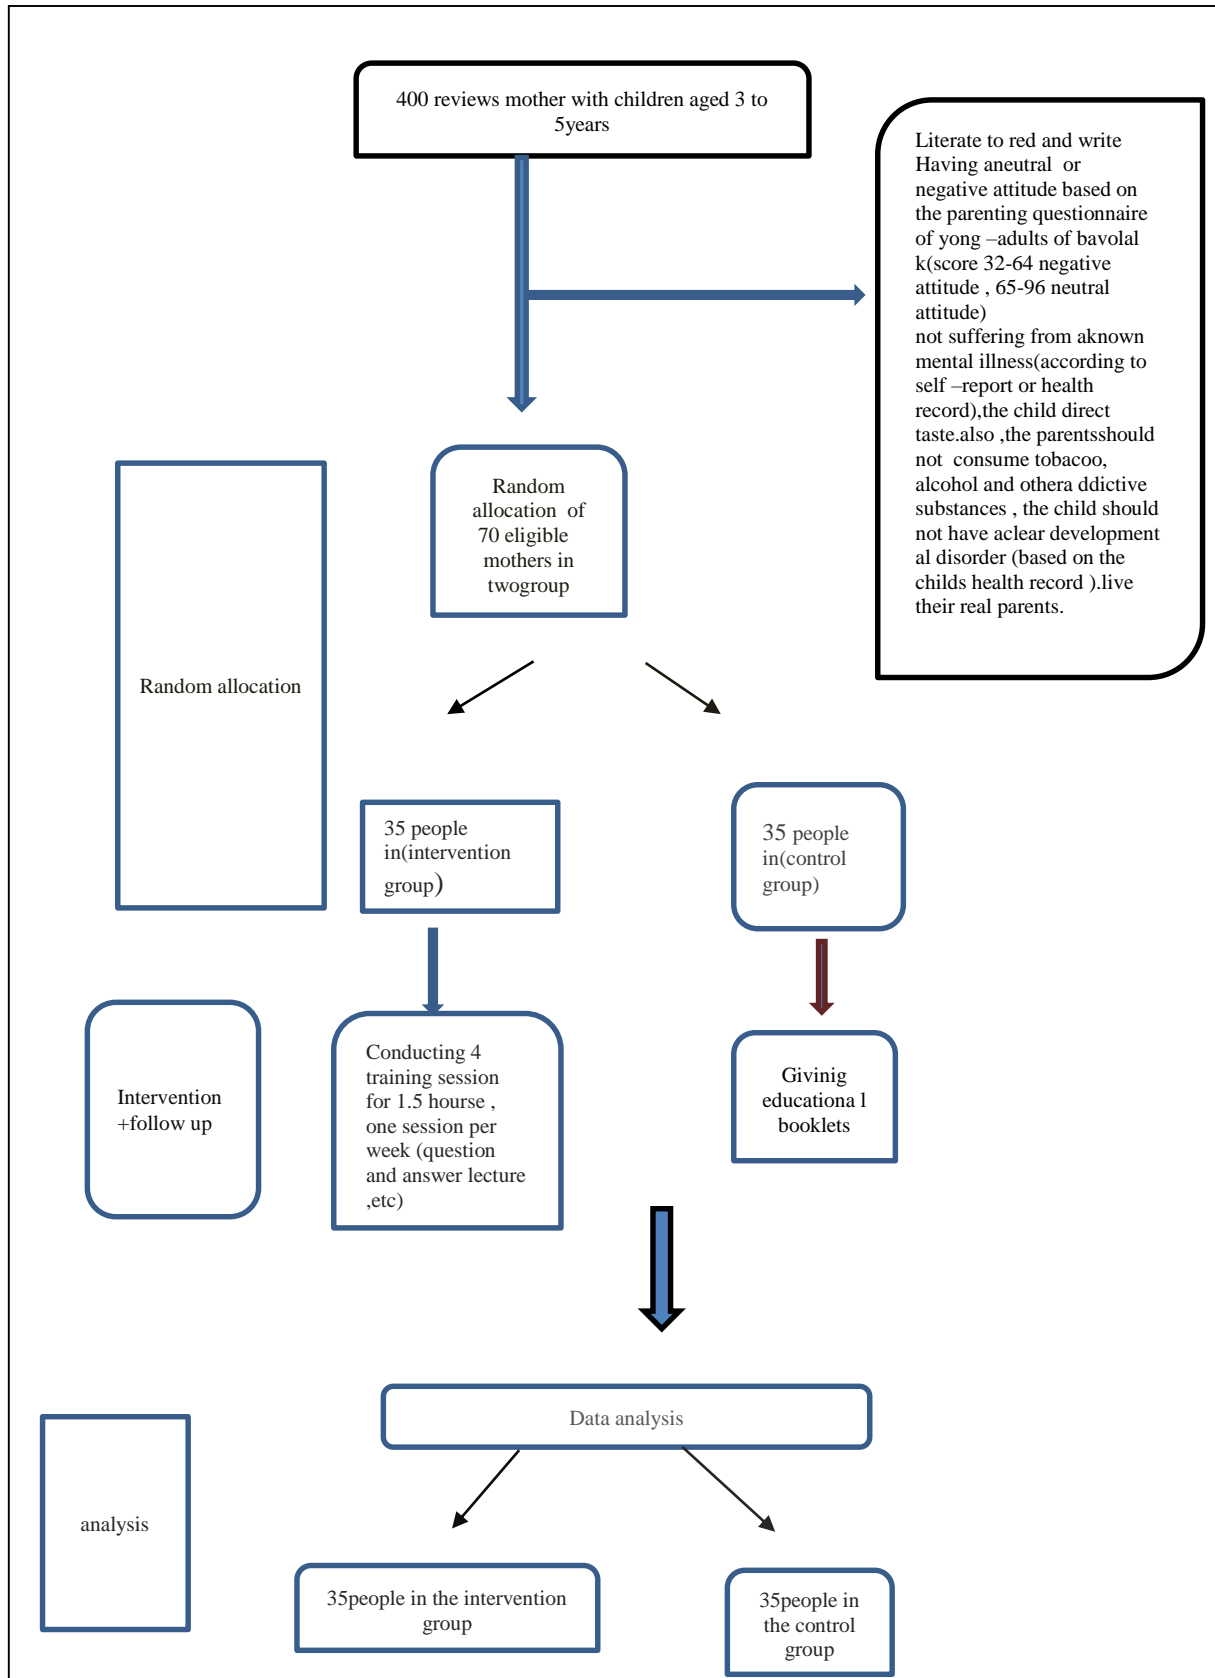 400 reviews mother with children aged 3 to
5years
Literate to red and write
Having aneutral or
negative attitude based on
the parenting questionnaire
of yong –adults of bavolal
k(score 32-64 negative
attitude , 65-96 neutral
attitude)
not suffering from aknown
mental illness(according to
self –report or health
record),the child direct
taste.also ,the parentsshould
not consume tobacoo,
alcohol and othera ddictive
substances , the child should
not have aclear development
al disorder (based on the
childs health record ).live
their real parents.
Random
allocation of
70 eligible
mothers in
twogroup
Random allocation
35 people
in(intervention
group)
35 people
in(control
group)
Intervention
+follow up
Conducting 4
training session
for 1.5 hourse ,
one session per
week (question
and answer lecture
,etc)
Givinig
educationa l
booklets
Data analysis
analysis
35people in the intervention
group
35people in
the control
group